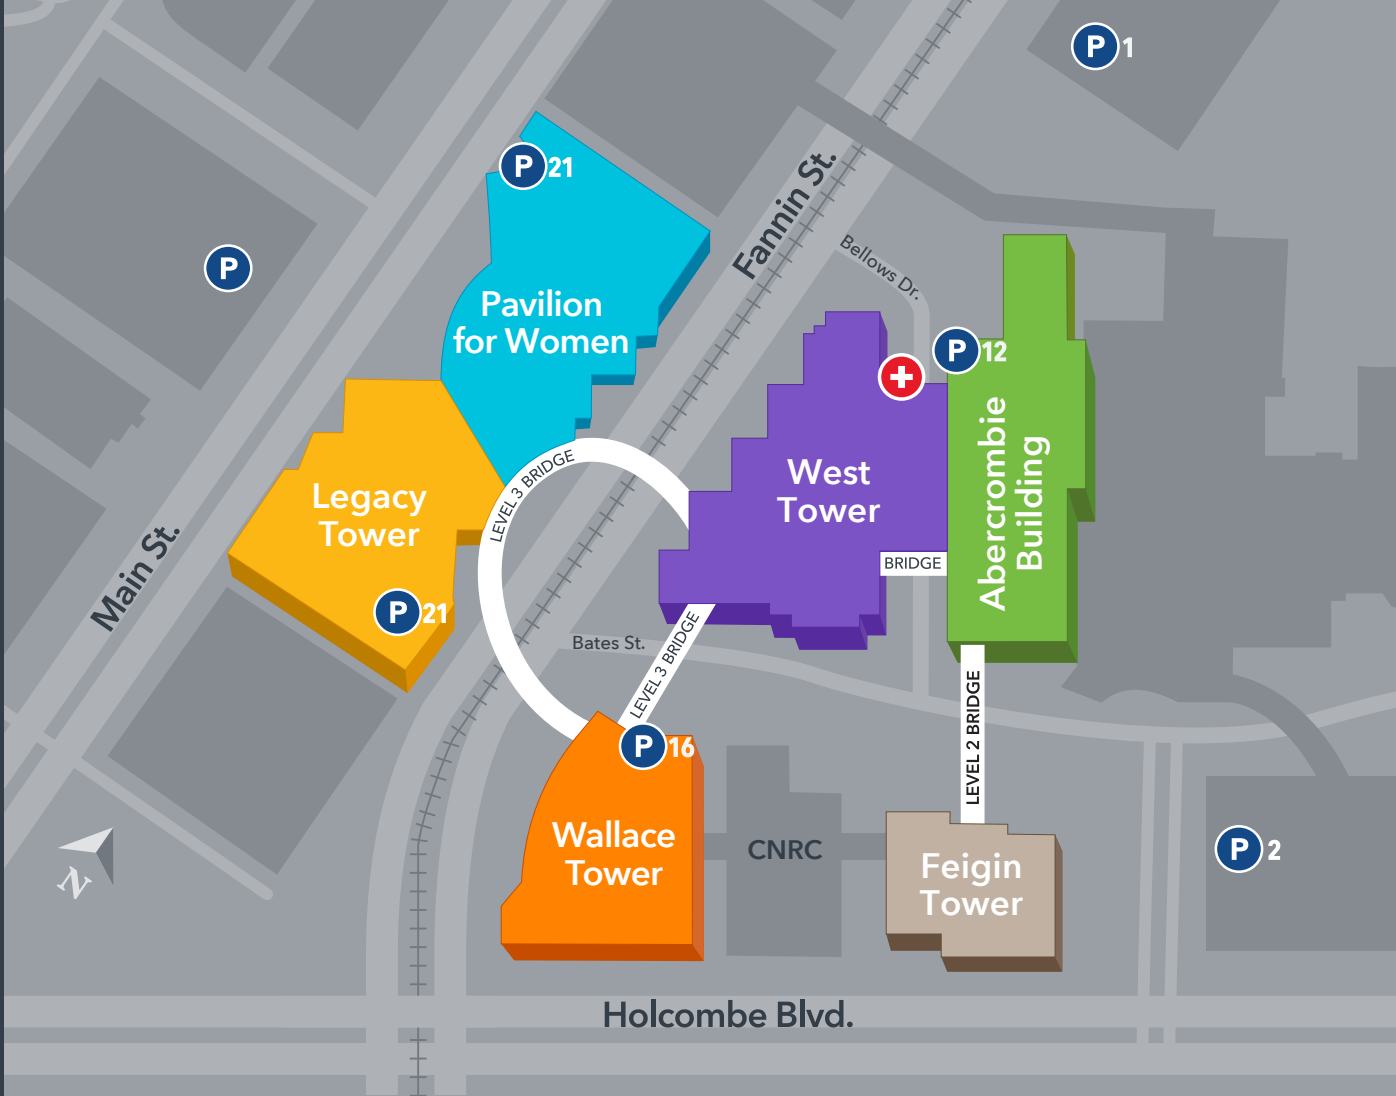 P 1
P 21
Fannin St.
Bellows Dr.
P
Pavilion
for Women
P 12
Abercrombie
Building
LEVEL 3 BRIDGE
West
Tower
Legacy
Tower
Main St.
BRIDGE
P 21
Bates St.
LEVEL 3 BRIDGE
LEVEL 2 BRIDGE
P 16
Wallace
Tower
CNRC
Feigin
Tower
P 2
N
Holcombe Blvd.